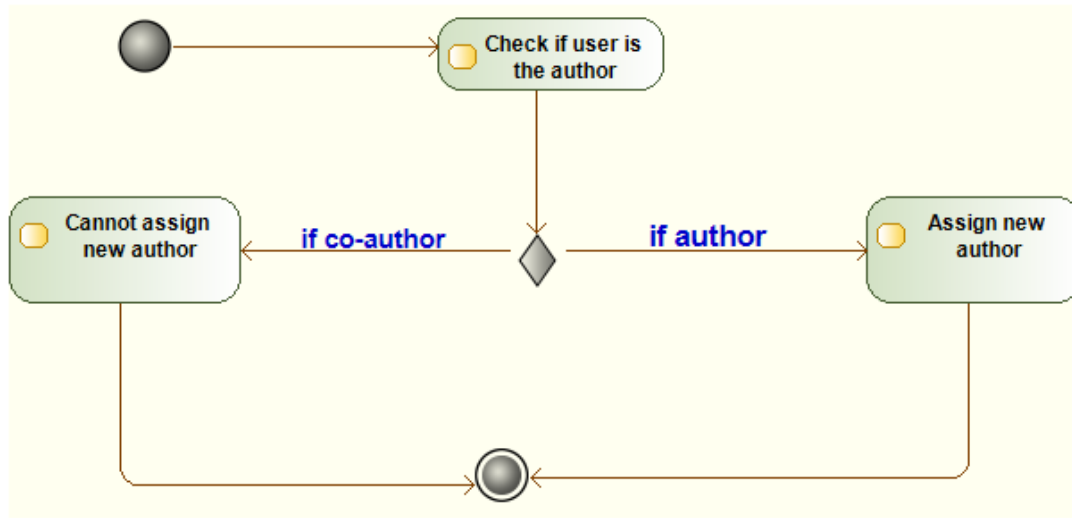 Check if user is
the author
Cannot assign
new author
if co-author
if author
Assign new
author